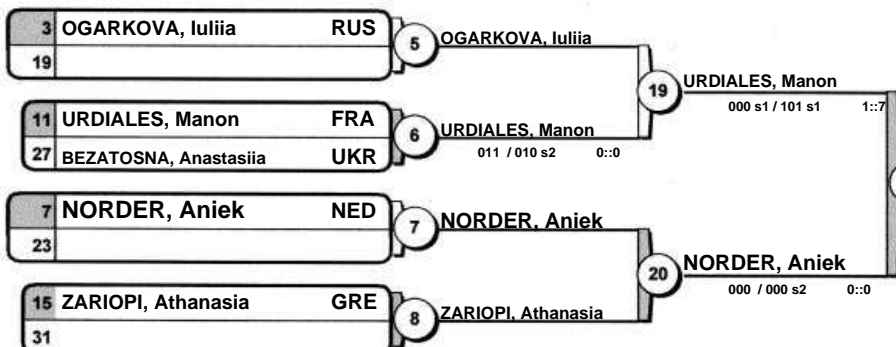 3 OGARKOVA, Iuliia RUS
19
5 OGARKOVA, Iuliia
11 URDIALES, Manon FRA
27 BEZATOSNA, Anastasiia UKR
6 URDIALES, Manon
011 / 010 s2 0::0
19 URDIALES, Manon
000 s1 / 101 s1 1::7
7 NORDER, Aniek NED
23
7 NORDER, Aniek
15 ZARIOPI, Athanasia GRE
31
8 ZARIOPI, Athanasia
20 NORDER, Aniek
000 / 000 s2 0::0